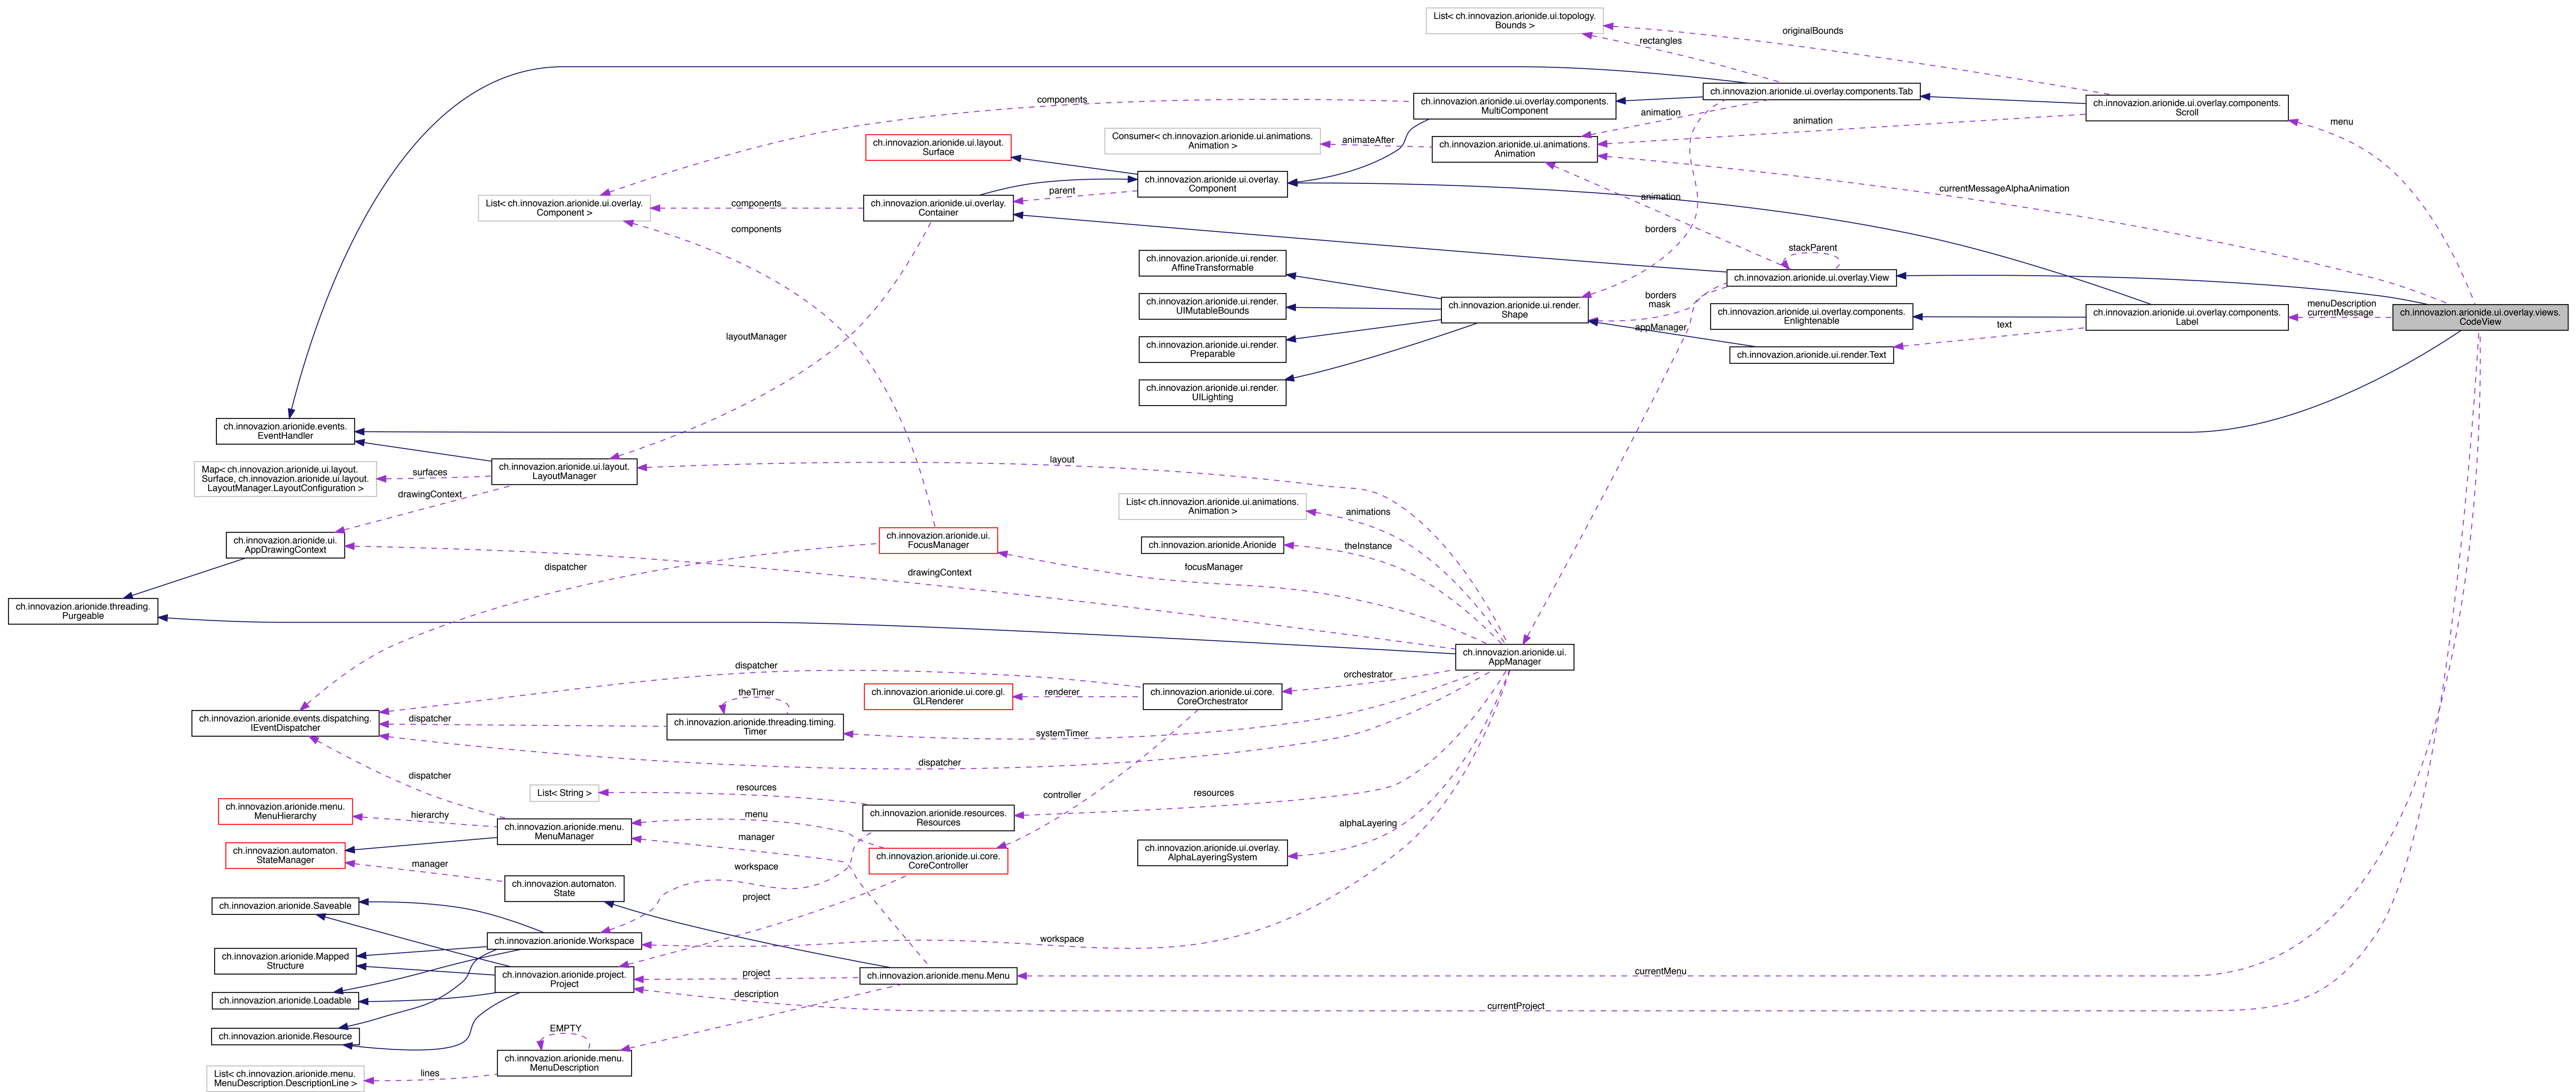 List< ch.innovazion.arionide.ui.topology.
Bounds >
originalBounds
rectangles
ch.innovazion.arionide.ui.overlay.components.Tab
components
ch.innovazion.arionide.ui.overlay.components.
MultiComponent
ch.innovazion.arionide.ui.overlay.components.
Scroll
animation
animation
menu
Consumer< ch.innovazion.arionide.ui.animations.
Animation >
animateAfter
ch.innovazion.arionide.ui.animations.
Animation
ch.innovazion.arionide.ui.layout.
Surface
ch.innovazion.arionide.ui.overlay.
Component
parent
currentMessageAlphaAnimation
animation
List< ch.innovazion.arionide.ui.overlay.
Component >
components
ch.innovazion.arionide.ui.overlay.
Container
components
borders
stackParent
ch.innovazion.arionide.ui.render.
AffineTransformable
ch.innovazion.arionide.ui.overlay.View
ch.innovazion.arionide.ui.render.
UIMutableBounds
ch.innovazion.arionide.ui.render.
Shape
borders
mask
appManager
ch.innovazion.arionide.ui.overlay.components.
Enlightenable
ch.innovazion.arionide.ui.overlay.components.
Label
menuDescription
currentMessage
ch.innovazion.arionide.ui.overlay.views.
CodeView
text
layoutManager
ch.innovazion.arionide.ui.render.
Preparable
ch.innovazion.arionide.ui.render.Text
ch.innovazion.arionide.ui.render.
UILighting
ch.innovazion.arionide.events.
EventHandler
Map< ch.innovazion.arionide.ui.layout.
Surface, ch.innovazion.arionide.ui.layout.
LayoutManager.LayoutConfiguration >
surfaces
ch.innovazion.arionide.ui.layout.
LayoutManager
layout
drawingContext
List< ch.innovazion.arionide.ui.animations.
Animation >
animations
ch.innovazion.arionide.ui.
AppDrawingContext
ch.innovazion.arionide.ui.
FocusManager
ch.innovazion.arionide.Arionide
theInstance
dispatcher
drawingContext
focusManager
ch.innovazion.arionide.threading.
Purgeable
ch.innovazion.arionide.ui.
AppManager
dispatcher
orchestrator
theTimer
ch.innovazion.arionide.ui.core.gl.
GLRenderer
renderer
ch.innovazion.arionide.ui.core.
CoreOrchestrator
ch.innovazion.arionide.events.dispatching.
IEventDispatcher
dispatcher
ch.innovazion.arionide.threading.timing.
Timer
systemTimer
dispatcher
dispatcher
List< String >
resources
controller
resources
ch.innovazion.arionide.menu.
MenuHierarchy
hierarchy
ch.innovazion.arionide.menu.
MenuManager
menu
ch.innovazion.arionide.resources.
Resources
alphaLayering
manager
ch.innovazion.automaton.
StateManager
manager
ch.innovazion.arionide.ui.core.
CoreController
ch.innovazion.arionide.ui.overlay.
AlphaLayeringSystem
workspace
ch.innovazion.automaton.
State
project
ch.innovazion.arionide.Saveable
ch.innovazion.arionide.Workspace
workspace
ch.innovazion.arionide.Mapped
Structure
ch.innovazion.arionide.project.
Project
project
ch.innovazion.arionide.menu.Menu
currentMenu
ch.innovazion.arionide.Loadable
description
currentProject
ch.innovazion.arionide.Resource
EMPTY
ch.innovazion.arionide.menu.
MenuDescription
List< ch.innovazion.arionide.menu.
MenuDescription.DescriptionLine >
lines